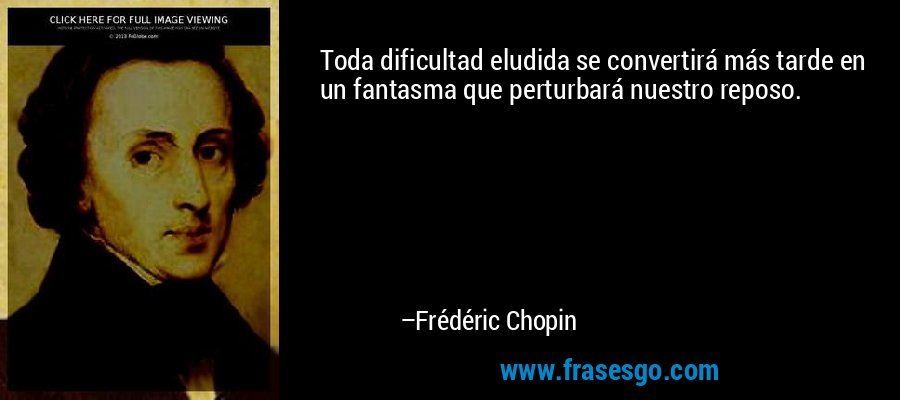 CLICK HERE FOR FULL IMAGE VIEWING
Toda dificultad eludida se convertirá más tarde en
un fantasma que perturbará nuestro reposo.
–Frédéric Chopin
www.frasesgo.com